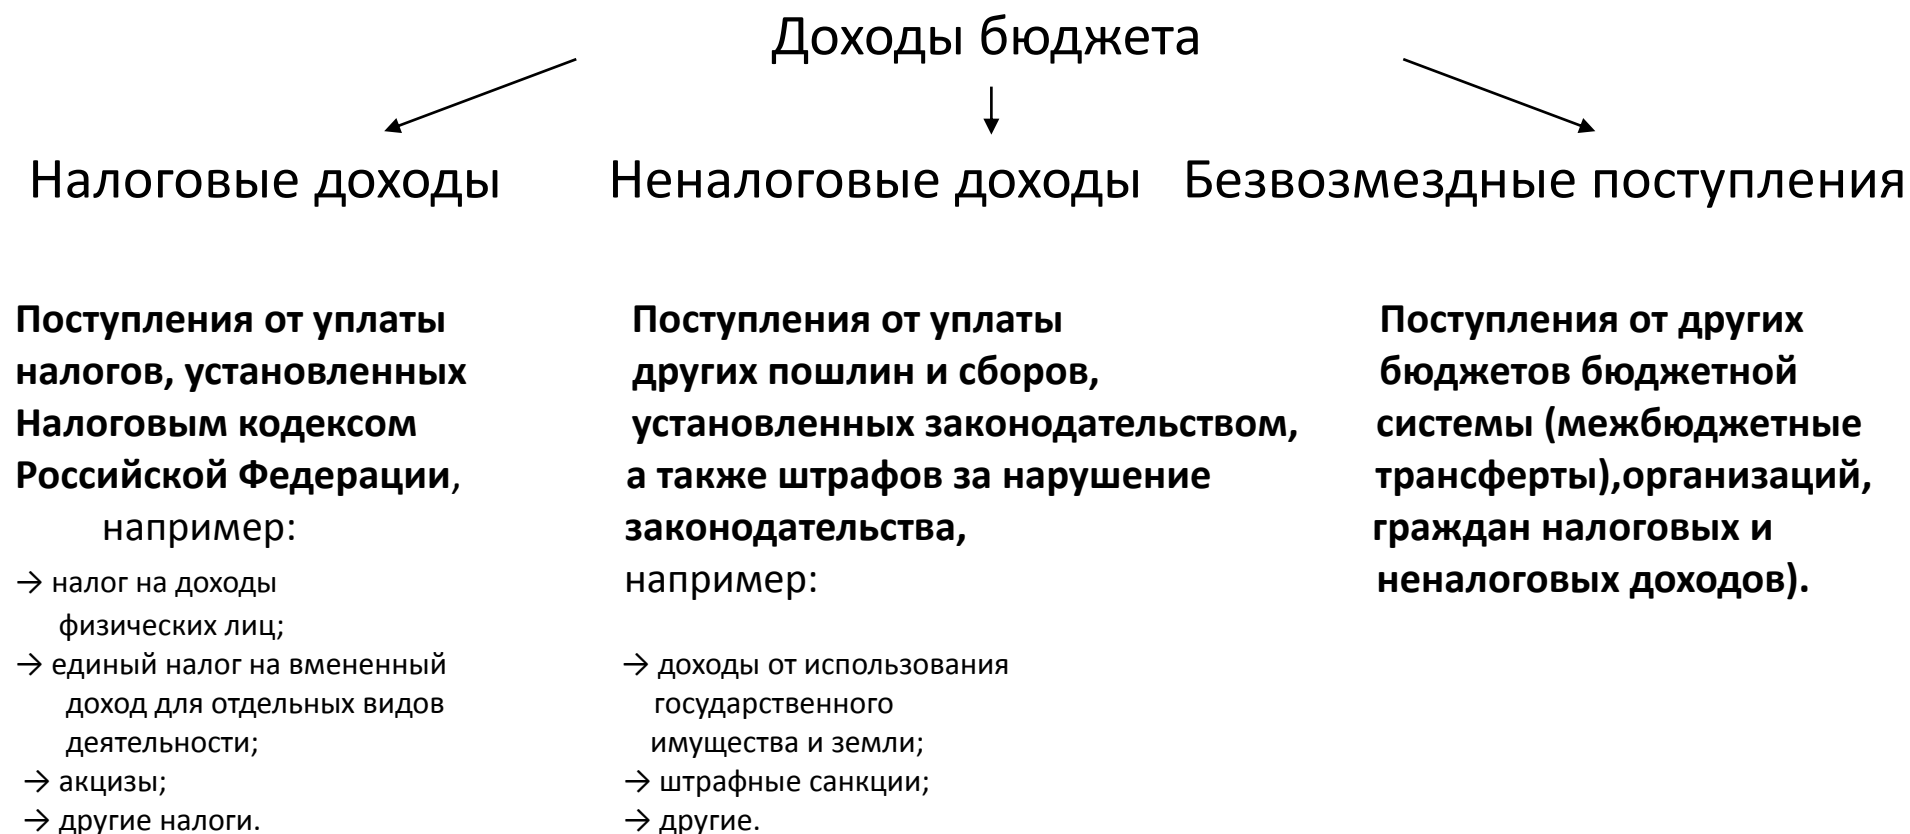 Доходы бюджета
Налоговые доходы
Неналоговые доходы
Безвозмездные поступления
Поступления от уплаты
налогов, установленных
Налоговым кодексом
Российской Федерации,
например:
→ налог на доходы
физических лиц;
→ единый налог на вмененный
доход для отдельных видов
деятельности;
→ акцизы;
→ другие налоги.
Поступления от уплаты
других пошлин и сборов,
установленных законодательством,
а также штрафов за нарушение
законодательства,
например:
→ доходы от использования
государственного
имущества и земли;
→ штрафные санкции;
→ другие.
Поступления от других
бюджетов бюджетной
системы (межбюджетные
трансферты),организаций,
граждан налоговых и
неналоговых доходов).